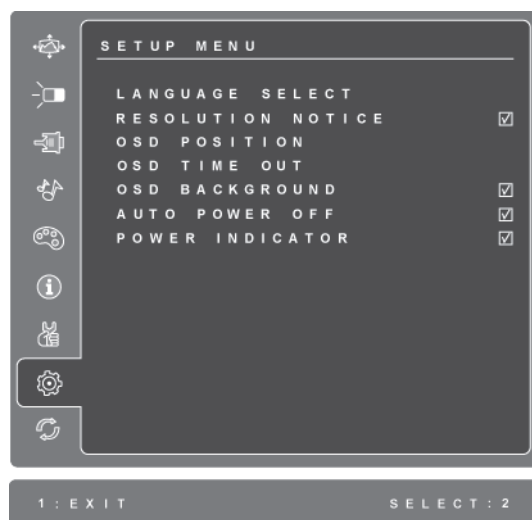 SETUP MENU
LANGUAGE SELECT
RESOLUTION NOTICE ☑
OSD POSITION
OSD TIME OUT
OSD BACKGROUND ☑
AUTO POWER OFF ☑
POWER INDICATOR ☑
1:EXIT SELECT:2